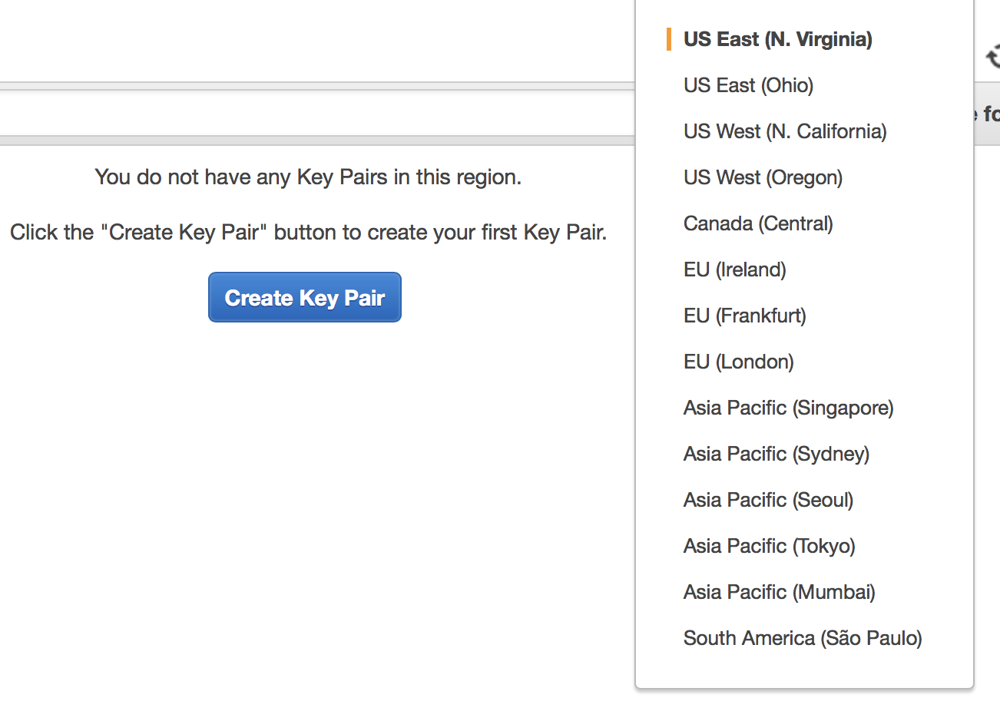 US East (N. Virginia)
US East (Ohio)
US West (N. California)
US West (Oregon)
Canada (Central)
EU (Ireland)
EU (Frankfurt)
EU (London)
Asia Pacific (Singapore)
Asia Pacific (Sydney)
Asia Pacific (Seoul)
Asia Pacific (Tokyo)
Asia Pacific (Mumbai)
South America (São Paulo)
You do not have any Key Pairs in this region.
Click the "Create Key Pair" button to create your first Key Pair.
Create Key Pair